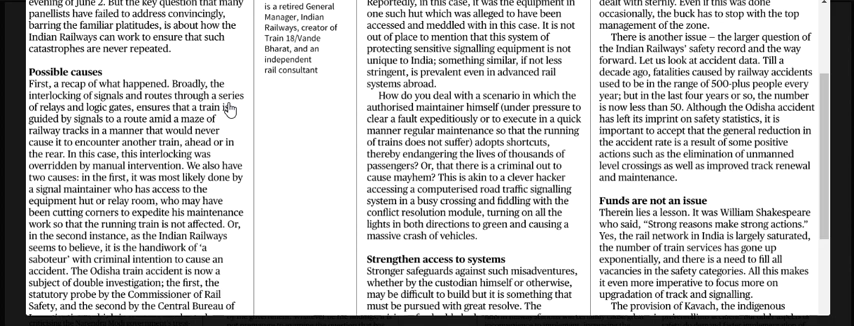 evening of June 2. But the key question that many
panellists have failed to address convincingly,
barring the familiar platitudes, is about how the
Indian Railways can work to ensure that such
catastrophes are never repeated.
Possible causes
First, a recap of what happened. Broadly, the
interlocking of signals and routes through a series
of relays and logic gates, ensures that a train is
guided by signals to a route amid a maze of
railway tracks in a manner that would never
cause it to encounter another train, ahead or in
the rear. In this case, this interlocking was
overridden by manual intervention. We also have
two causes: in the first, it was most likely done by
a signal maintainer who has access to the
equipment hut or relay room, who may have
been cutting corners to expedite his maintenance
work so that the running train is not affected. Or,
in the second instance, as the Indian Railways
seems to believe, it is the handiwork of ‘a
saboteur’ with criminal intention to cause an
accident. The Odisha train accident is now a
subject of double investigation; the first, the
statutory probe by the Commissioner of Rail
Safety, and the second by the Central Bureau of
is a retired General
Manager, Indian
Railways, creator of
Train 18/Vande
Bharat, and an
independent
rail consultant
Reportedly, in this case, it was the equipment in
one such hut which was alleged to have been
accessed and meddled with in this case. It is not
out of place to mention that this system of
protecting sensitive signalling equipment is not
unique to India; something similar, if not less
stringent, is prevalent even in advanced rail
systems abroad.
How do you deal with a scenario in which the
authorised maintainer himself (under pressure to
clear a fault expeditiously or to execute in a quick
manner regular maintenance so that the running
of trains does not suffer) adopts shortcuts,
thereby endangering the lives of thousands of
passengers? Or, that there is a criminal out to
cause mayhem? This is akin to a clever hacker
accessing a computerised road traffic signalling
system in a busy crossing and fiddling with the
conflict resolution module, turning on all the
lights in both directions to green and causing a
massive crash of vehicles.
Strengthen access to systems
Stronger safeguards against such misadventures,
whether by the custodian himself or otherwise,
may be difficult to build but it is something that
must be pursued with great resolve. The
dealt with sternly. Even if this was done
occasionally, the buck has to stop with the top
management of the zone.
There is another issue — the larger question of
the Indian Railways’ safety record and the way
forward. Let us look at accident data. Till a
decade ago, fatalities caused by railway accidents
used to be in the range of 500-plus people every
year; but in the last four years or so, the number
is now less than 50. Although the Odisha accident
has left its imprint on safety statistics, it is
important to accept that the general reduction in
the accident rate is a result of some positive
actions such as the elimination of unmanned
level crossings as well as improved track renewal
and maintenance.
Funds are not an issue
Therein lies a lesson. It was William Shakespeare
who said, “Strong reasons make strong actions.”
Yes, the rail network in India is largely saturated,
the number of train services has gone up
exponentially, and there is a need to fill all
vacancies in the safety categories. All this makes
it even more imperative to focus more on
upgradation of track and signalling.
The provision of Kavach, the indigenous